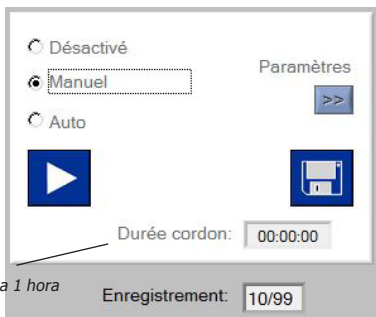 Désactivé
Manuel
Paramètres
>>
Auto
Durée cordon: 00:00:00
a 1 hora
Enregistrement: 10/99